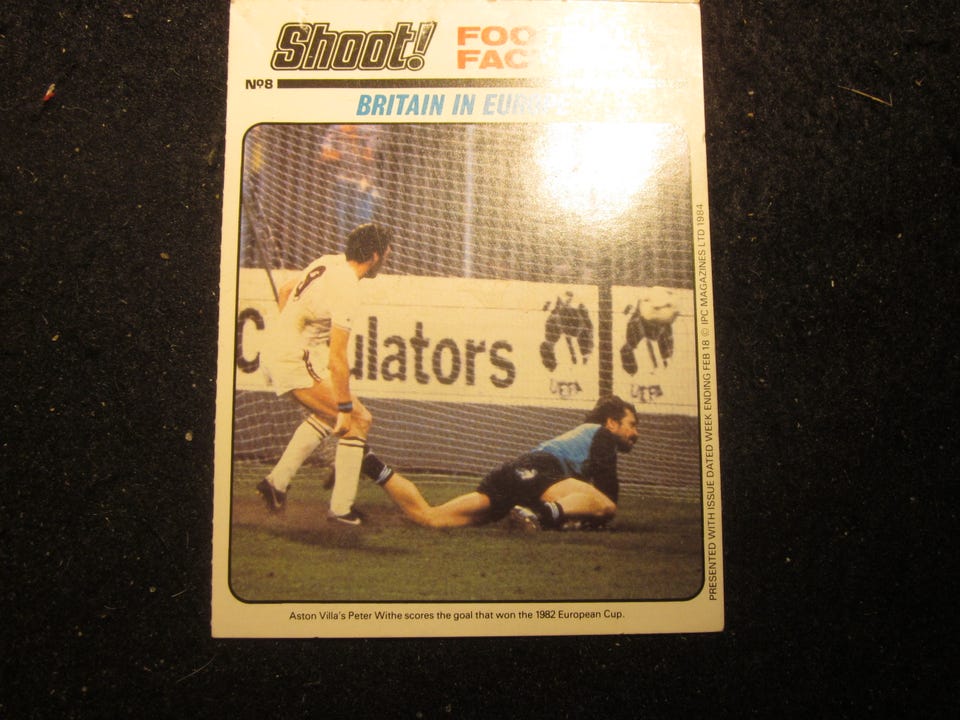 Shoot! FOO
FAC
Nº8
BRITAIN IN EUR
9
C ulators
UEFA UEFA
Aston Villa's Peter Withe scores the goal that won the 1982 European Cup.
PRESENTED WITH ISSUE DATED WEEK ENDING FEB 18 © IPC MAGAZINES LTD 1984